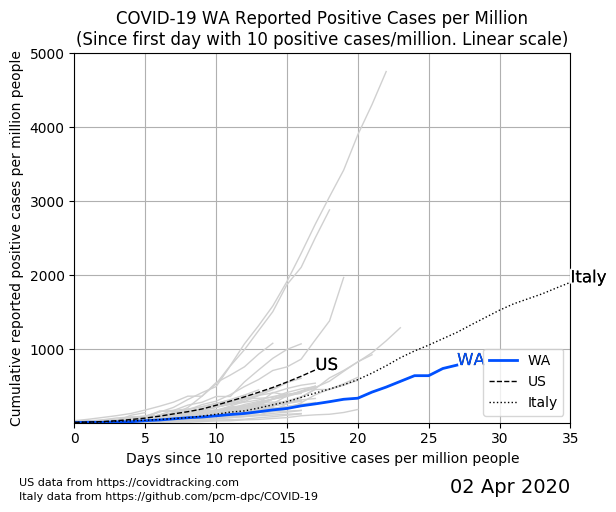 COVID-19 WA Reported Positive Cases per Million
(Since first day with 10 positive cases/million. Linear scale)
Cumulative reported positive cases per million people
5000
4000
3000
2000
1000
Italy
US
WA
WA
US
Italy
0
5
10
15
20
25
30
35
Days since 10 reported positive cases per million people
US data from https://covidtracking.com
Italy data from https://github.com/pcm-dpc/COVID-19
02 Apr 2020